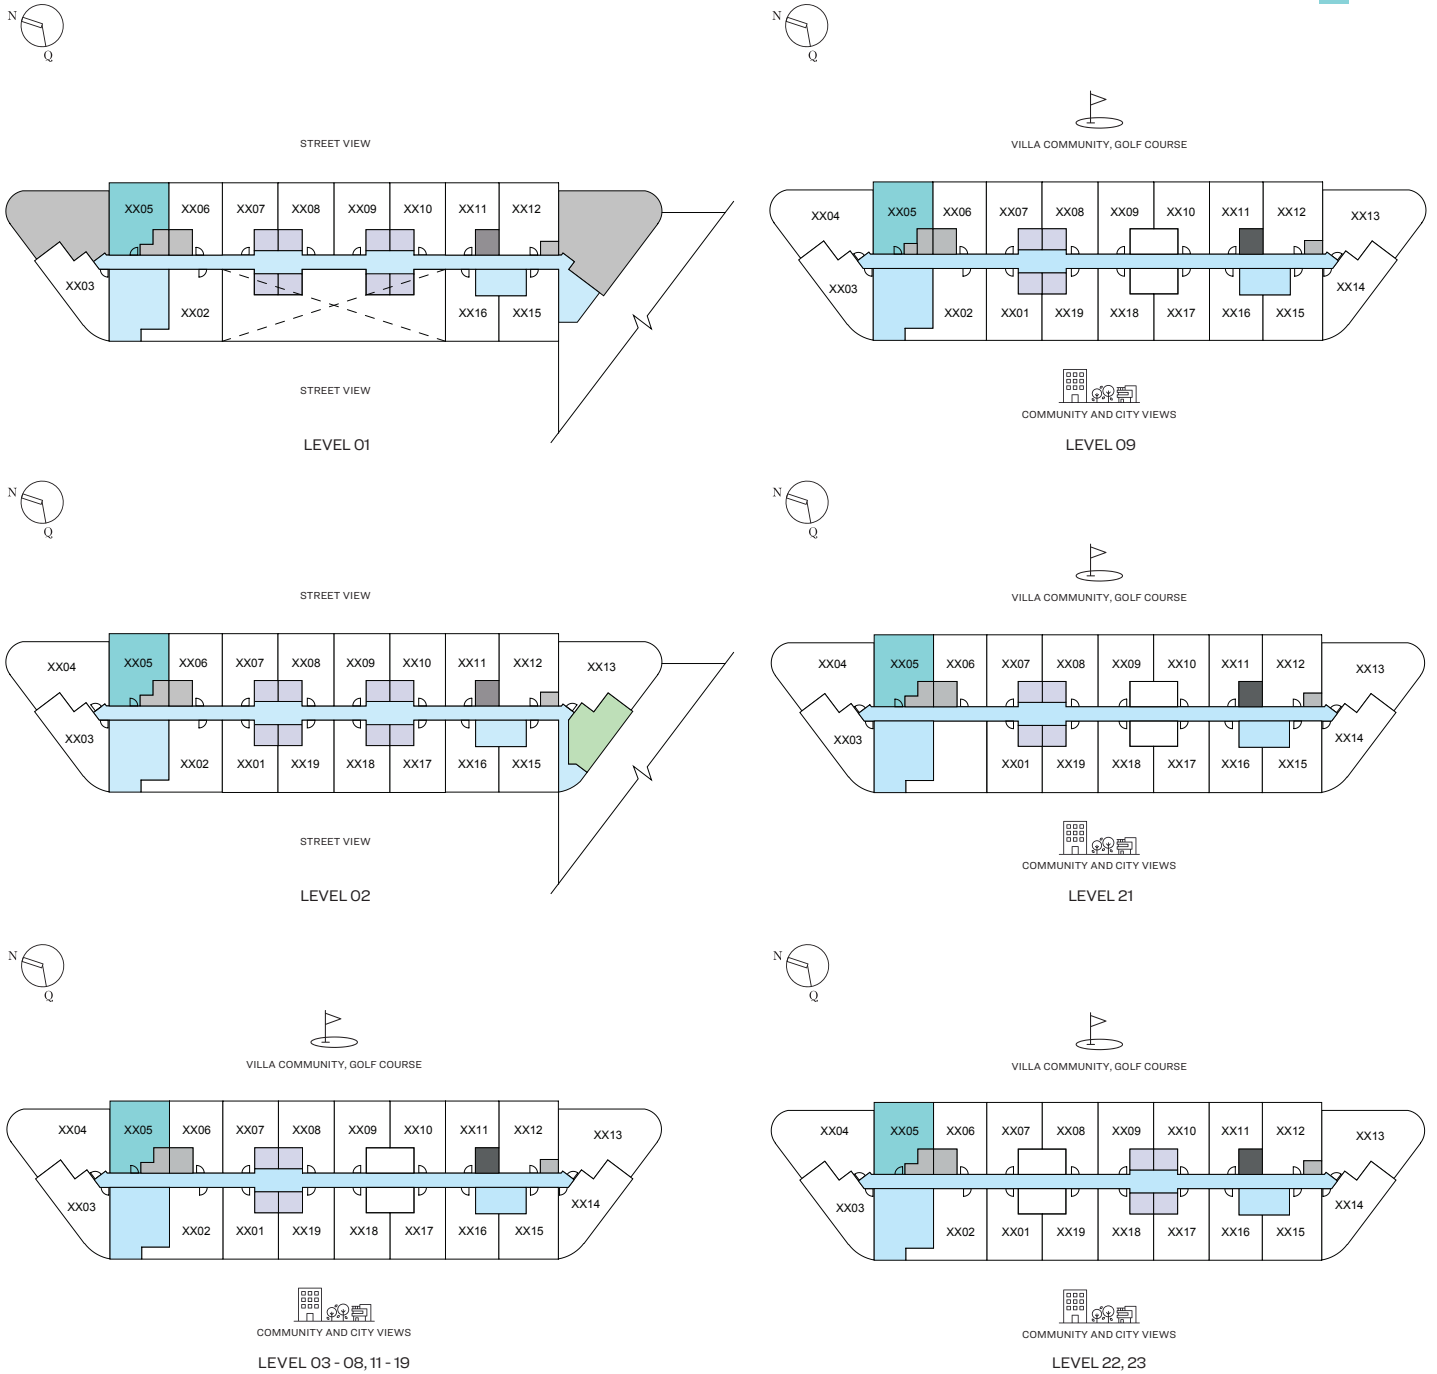 N
Q
STREET VIEW
XX05 XX06 XX07 XX08 XX09 XX10 XX11 XX12
XX03
XX02 XX16 XX15
STREET VIEW
LEVEL 01
N
Q
VILLA COMMUNITY, GOLF COURSE
XX04 XX05 XX06 XX07 XX08 XX09 XX10 XX11 XX12 XX13
XX03 XX14
XX02 XX01 XX19 XX18 XX17 XX16 XX15
COMMUNITY AND CITY VIEWS
LEVEL 09
N
Q
STREET VIEW
XX04 XX05 XX06 XX07 XX08 XX09 XX10 XX11 XX12 XX13
XX03
XX02 XX01 XX19 XX18 XX17 XX16 XX15
STREET VIEW
LEVEL 02
N
Q
VILLA COMMUNITY, GOLF COURSE
XX04 XX05 XX06 XX07 XX08 XX09 XX10 XX11 XX12 XX13
XX03 XX14
XX01 XX19 XX18 XX17 XX16 XX15
COMMUNITY AND CITY VIEWS
LEVEL 21
N
Q
VILLA COMMUNITY, GOLF COURSE
XX04 XX05 XX06 XX07 XX08 XX09 XX10 XX11 XX12 XX13
XX03 XX14
XX02 XX01 XX19 XX18 XX17 XX16 XX15
COMMUNITY AND CITY VIEWS
LEVEL 03 - 08, 11 - 19
N
Q
VILLA COMMUNITY, GOLF COURSE
XX04 XX05 XX06 XX07 XX08 XX09 XX10 XX11 XX12 XX13
XX03 XX14
XX02 XX01 XX19 XX18 XX17 XX16 XX15
COMMUNITY AND CITY VIEWS
LEVEL 22, 23